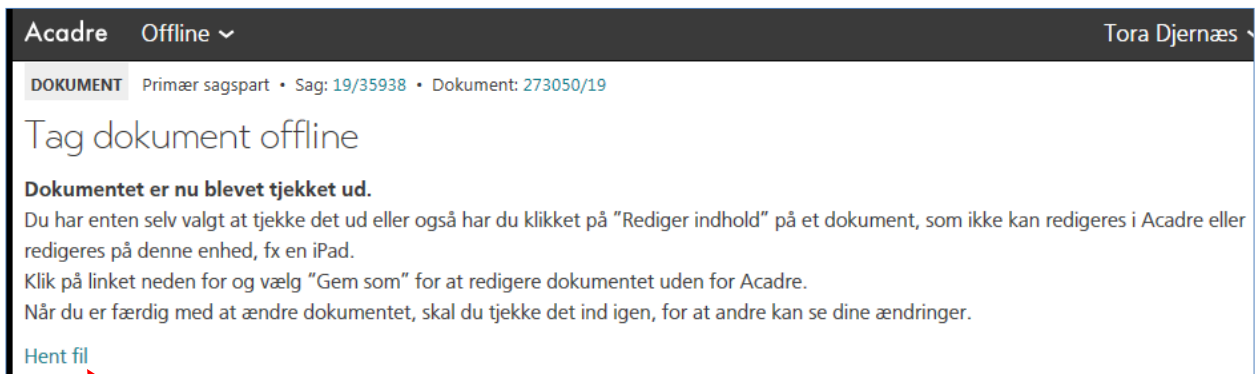 Acadre Offline Tora Djernæs
DOKUMENT Primær sagspart • Sag: 19/35938 • Dokument: 273050/19
Tag dokument offline
Dokumentet er nu blevet tjekket ud.
Du har enten selv valgt at tjekke det ud eller også har du klikket på ”Rediger indhold” på et dokument, som ikke kan redigeres i Acadre eller
redigeres på denne enhed, fx en iPad.
Klik på linket neden for og vælg ”Gem som” for at redigere dokumentet uden for Acadre.
Når du er færdig med at ændre dokumentet, skal du tjekke det ind igen, for at andre kan se dine ændringer.
Hent fil